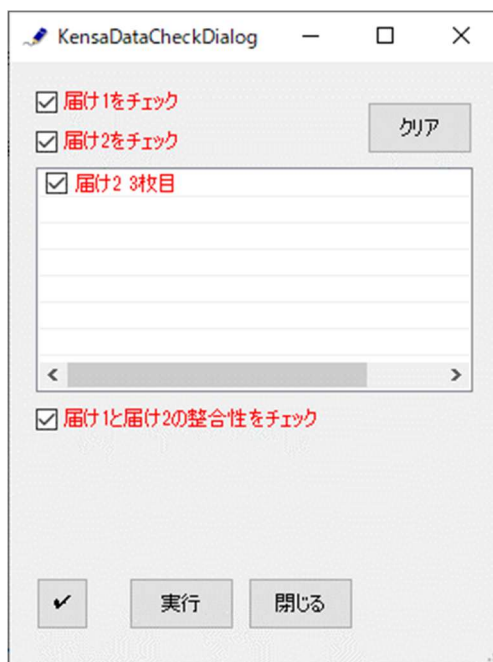 KensaDataCheckDialog
届け1をチェック
クリア
届け2をチェック
届け2 3枚目
届け1と届け2の整合性をチェック
実行
閉じる